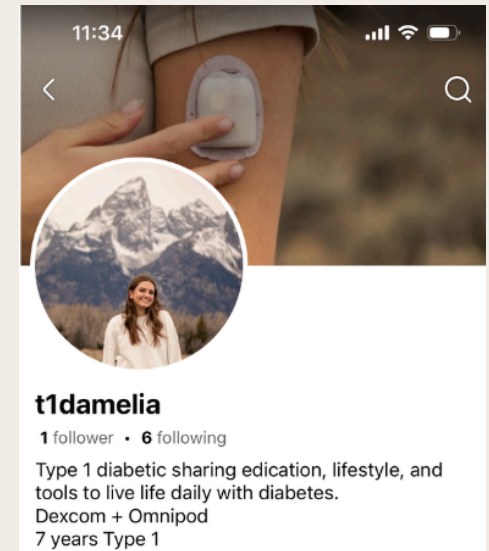 11:34
t1damelia
1 follower • 6 following
Type 1 diabetic sharing edication, lifestyle, and
tools to live life daily with diabetes.
Dexcom + Omnipod
7 years Type 1